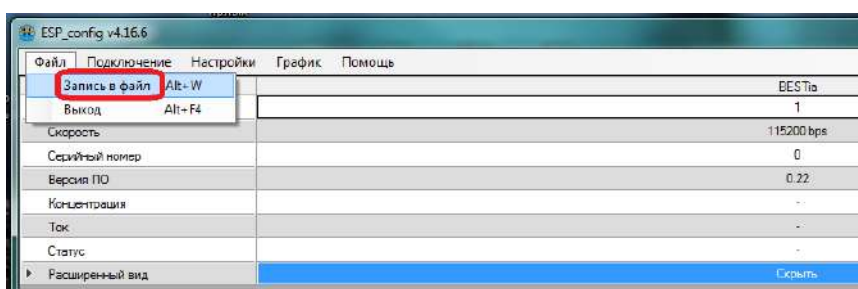 ESP_config v4.16.6
Файл Подключение Настройки График Помощь
Запись в файл Alt+W
BESTia
Выход Alt+F4
1
Скорость 115200 bps
Серийный номер 0
Версия ПО 0.22
Концентрация -
Ток -
Статус -
Расширенный вид Скрыть